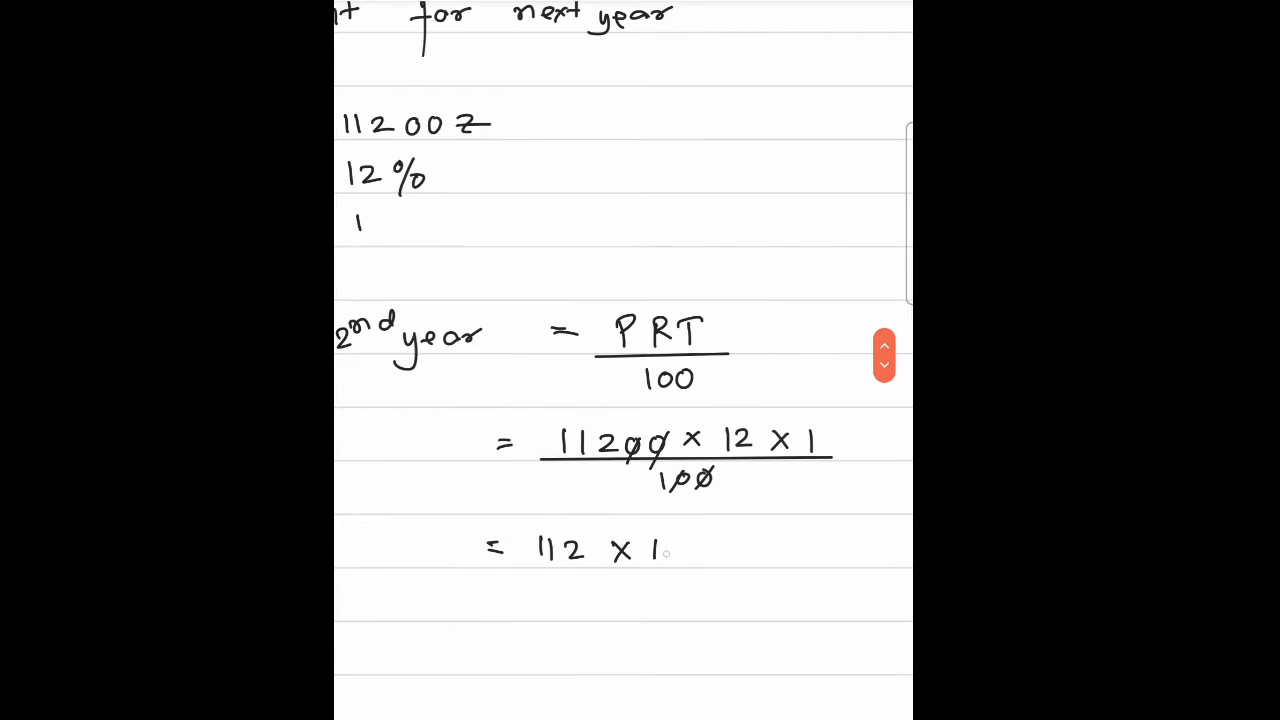 for next year
11200 Z
12 %
1
2nd year = PRT
100
= 11200 x 12 x 1
100
= 112 x 1